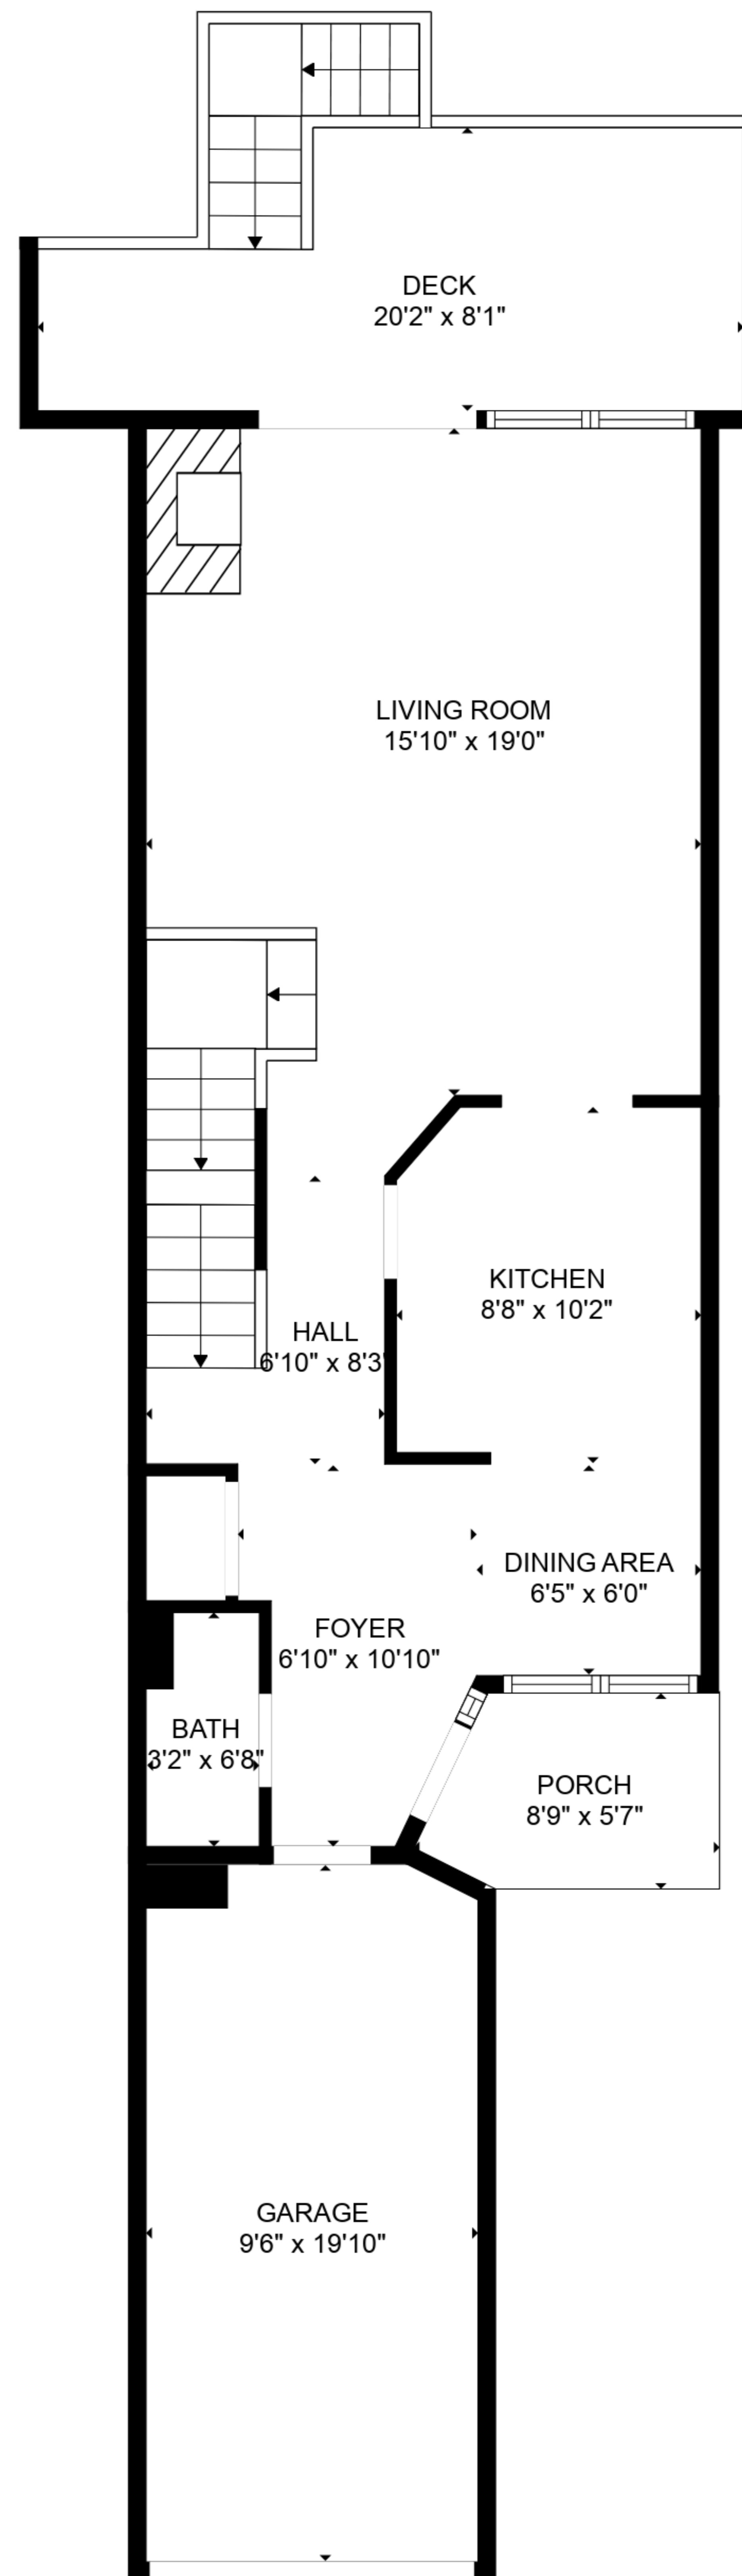 DECK
20'2" x 8'1"
LIVING ROOM
15'10" x 19'0"
KITCHEN
8'8" x 10'2"
HALL
6'10" x 8'3'
DINING AREA
6'5" x 6'0"
FOYER
6'10" x 10'10"
BATH
3'2" x 6'8"
PORCH
8'9" x 5'7"
GARAGE
9'6" x 19'10"